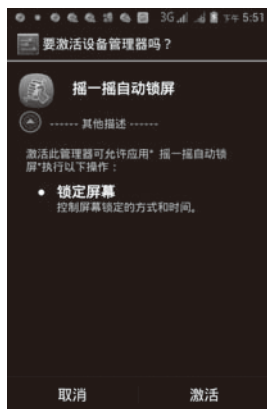 3G 下午 5:51
要激活设备管理器吗？
摇一摇自动锁屏
------ 其他描述 ------
激活此管理器可允许应用" 摇一摇自动锁
屏"执行以下操作：
• 锁定屏幕
控制屏幕锁定的方式和时间。
取消 激活